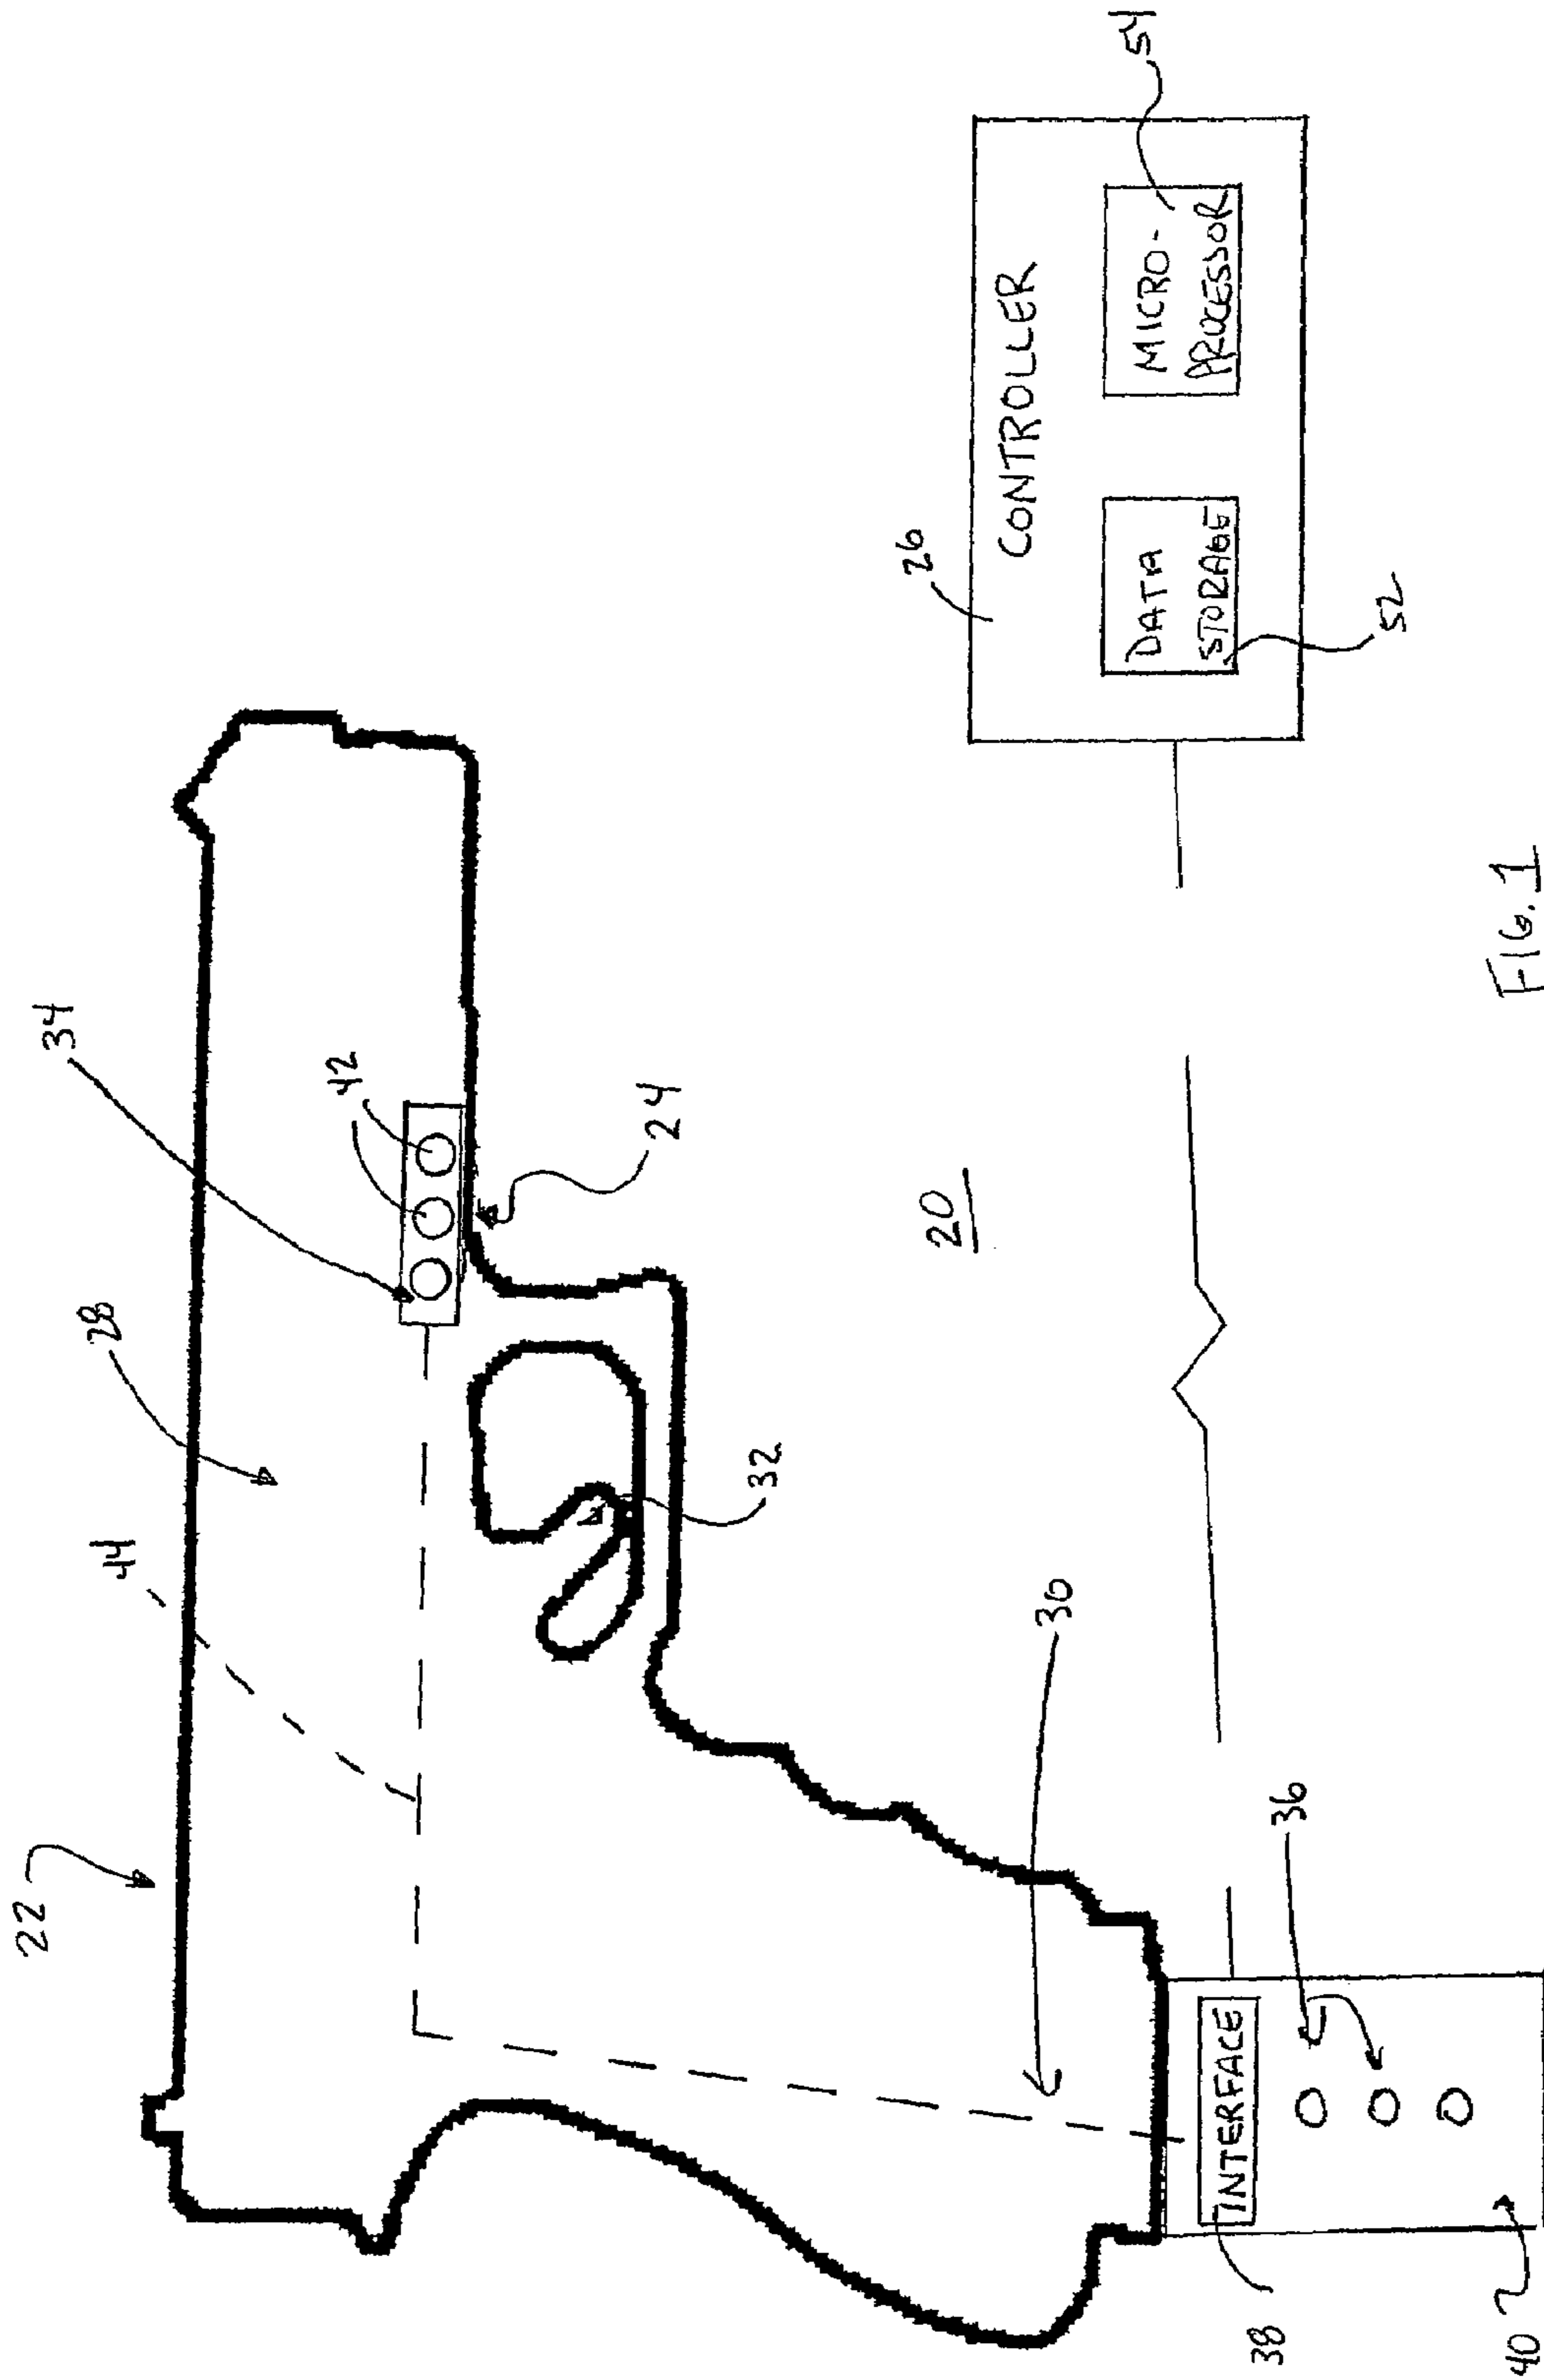 22
44
28
34
42
24
32
30
20
26
CONTROLLER
DATA
STORAGE
MICRO-
PROCESSOR
54
52
INTERFACE
36
38
40
FIG. 1